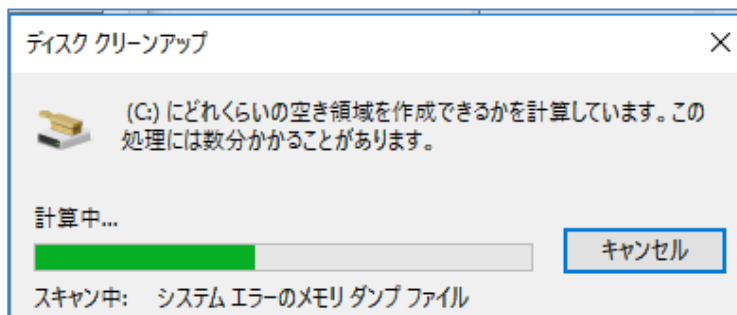 ディスク クリーンアップ
(C:) にどれくらいの空き領域を作成できるかを計算しています。この
処理には数分かかることがあります。
計算中...
キャンセル
スキャン中: システム エラーのメモリ ダンプ ファイル